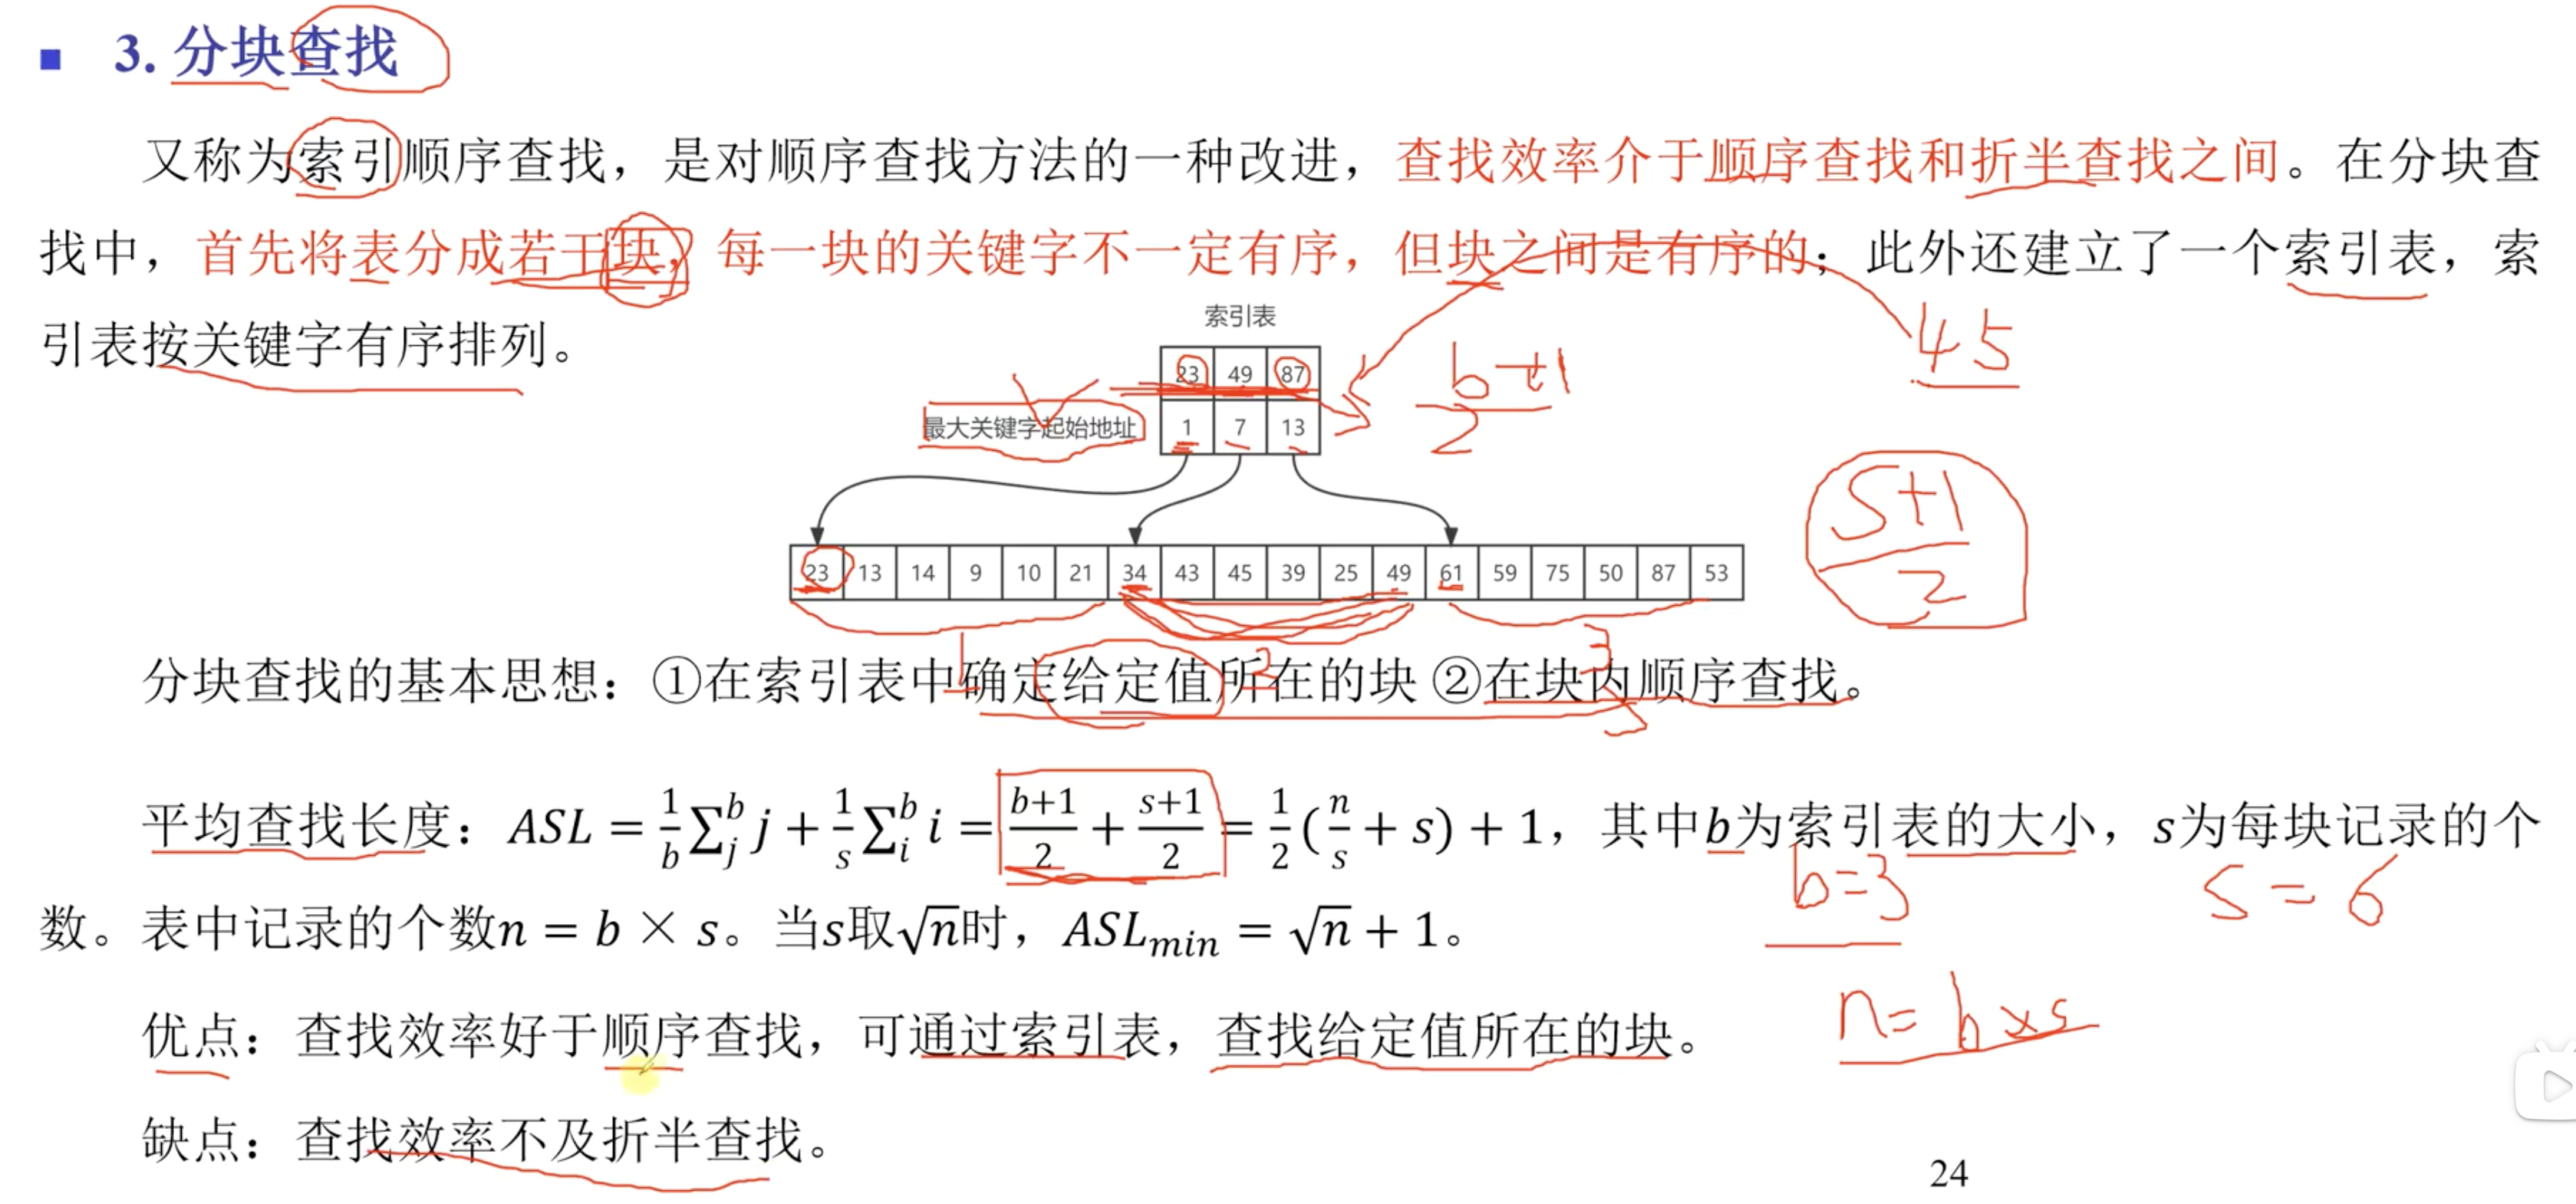 3. 分块查找
又称为索引顺序查找，是对顺序查找方法的一种改进，查找效率介于顺序查找和折半查找之间。在分块查
找中，首先将表分成若干块，每一块的关键字不一定有序，但块之间是有序的；此外还建立了一个索引表，索
引表按关键字有序排列。
索引表
23 49 87
最大关键字起始地址 1 7 13
b+1
2
45
S+1
2
23 13 14 9 10 21 34 43 45 39 25 49 61 59 75 50 87 53
1 2 3
分块查找的基本思想：①在索引表中确定给定值所在的块 ②在块内顺序查找。
平均查找长度：ASL = \frac{1}{b}∑_j^b j + \frac{1}{s}∑_i^b i = \frac{b+1}{2} + \frac{s+1}{2} = \frac{1}{2}(\frac{n}{s} + s) + 1，其中b为索引表的大小，s为每块记录的个
b=3 s=6
数。表中记录的个数n = b × s。当s取√n时，ASL_{min} = √n + 1。
n=b×s
优点：查找效率好于顺序查找，可通过索引表，查找给定值所在的块。
缺点：查找效率不及折半查找。
24